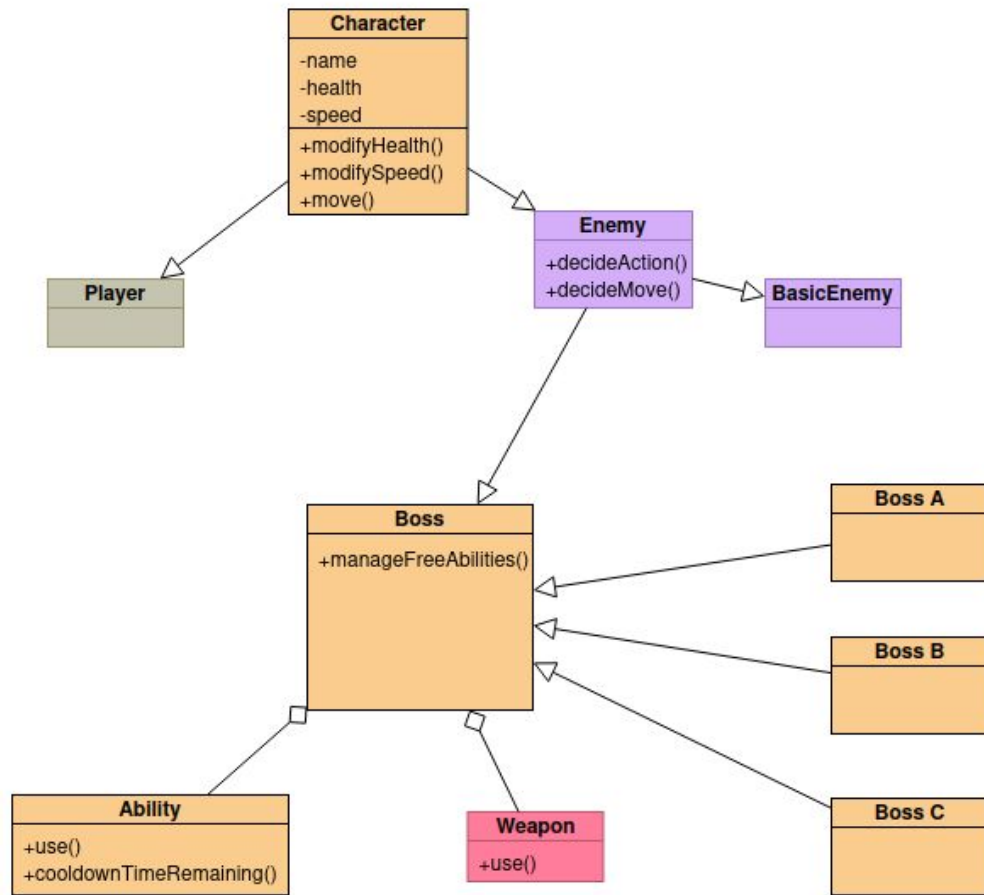 Character
-name
-health
-speed
+modifyHealth()
+modifySpeed()
+move()
Enemy
+decideAction()
+decideMove()
Player
BasicEnemy
Boss
+manageFreeAbilities()
Boss A
Boss B
Boss C
Ability
+use()
+cooldownTimeRemaining()
Weapon
+use()